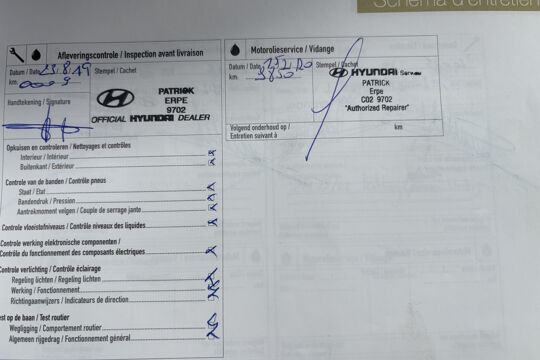 Schéma d'entretien
Afleveringscontrole / Inspection avant livraison
Datum / Date 23.8.19
Stempel / Cachet
km
HYUNDAI
PATRICK
ERPE
9702
OFFICIAL HYUNDAI DEALER
Handtekening / Signature
Opkuisen en controleren / Nettoyages et contrôles
Interieur / Intérieur
Buitenkant / Extérieur
Controle van de banden / Contrôle pneus
Staat / Etat
Bandendruk / Pression
Aantrekmoment velgen / Couple de serrage jante
Controle vloeistofniveaus / Contrôle niveaux des liquides
Controle werking elektronische componenten /
Contrôle du fonctionnement des composants électriques
Controle verlichting / Contrôle éclairage
Regeling lichten / Reglage lichten
Werking / Fonctionnement
Richtingaanwijzers / Indicateurs de direction
Test op de baan / Test routier
Wegligging / Comportement routier
Algemeen rijgedrag / Fonctionnement général
Motorolieservice / Vidange
Datum / Date
Stempel / Cachet
km 9850
HYUNDAI Service
PATRICK
Erpe
C02 9702
"Authorized Repairer"
Volgend onderhoud op /
Entretien suivant à
km